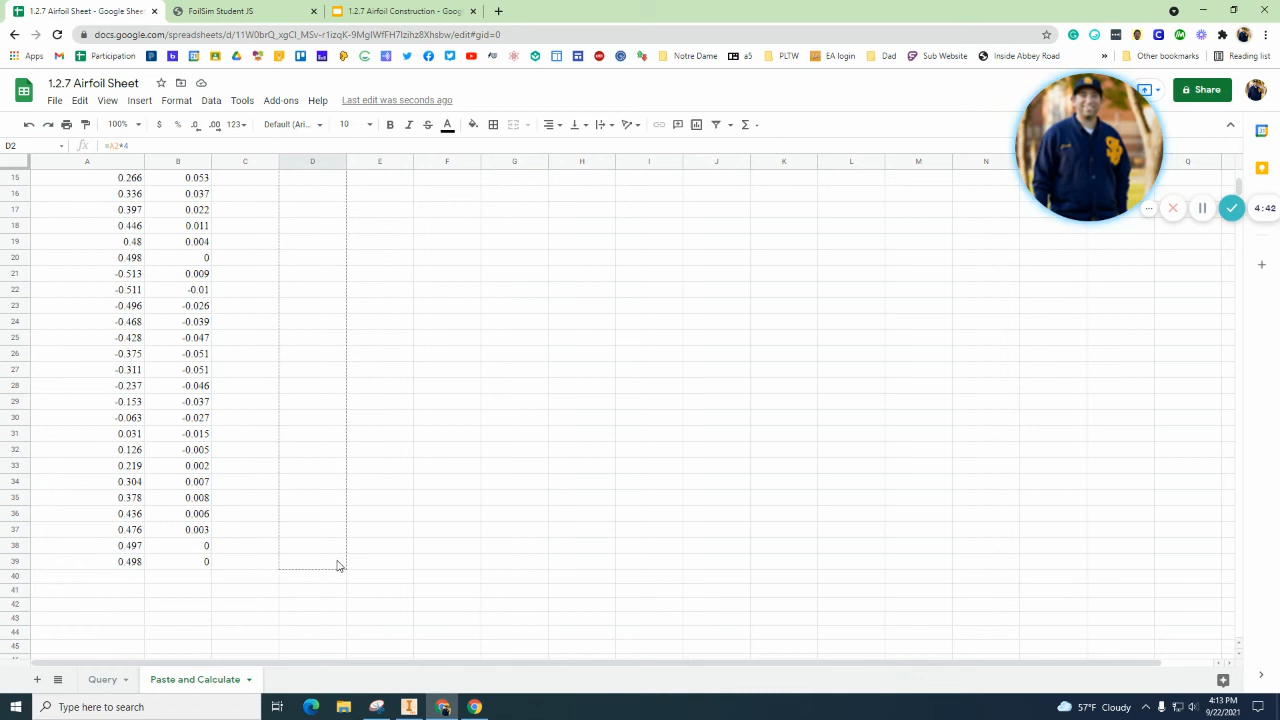 1.2.7 Airfoil Sheet - Google Sheet
FoilSim Student JS
1.2.7 Airfoil Construction - Goog
docs.google.com/spreadsheets/d/11W0brQ_xgCI_MSv-r1izqK-9MglWfFH7Izihz8Xhsbw/edit#gid=0
Apps
Participation
Notre Dame
PLTW
EA login
Dad
Sub Website
Inside Abbey Road
Other bookmarks
Reading list
1.2.7 Airfoil Sheet
Share
File Edit View Insert Format Data Tools Add-ons Help Last edit was seconds ago
100% $ % .0 .00 123 Default (Ari... 10
D2 fx =A2*4
A B C D E F G H I J K L M N Q
15 0.266 0.053
16 0.336 0.037
17 0.397 0.022
18 0.446 0.011
19 0.48 0.004
20 0.498 0
21 -0.513 0.009
22 -0.511 -0.01
23 -0.496 -0.026
24 -0.468 -0.039
25 -0.428 -0.047
26 -0.375 -0.051
27 -0.311 -0.051
28 -0.237 -0.046
29 -0.153 -0.037
30 -0.063 -0.027
31 0.031 -0.015
32 0.126 -0.005
33 0.219 0.002
34 0.304 0.007
35 0.378 0.008
36 0.436 0.006
37 0.476 0.003
38 0.497 0
39 0.498 0
40
41
42
43
44
45
4:42
Query
Paste and Calculate
Type here to search
57°F Cloudy
4:13 PM
9/22/2021